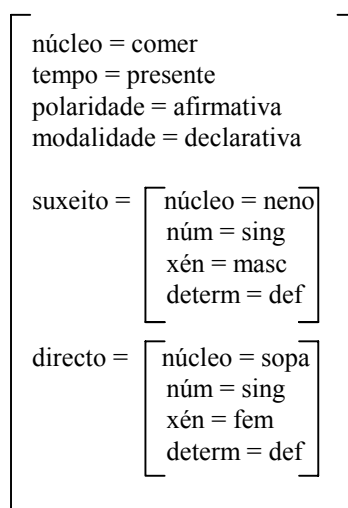 núcleo = comer
tempo = presente
polaridade = afirmativa
modalidade = declarativa
suxeito = núcleo = neno
núm = sing
xén = masc
determ = def
directo = núcleo = sopa
núm = sing
xén = fem
determ = def